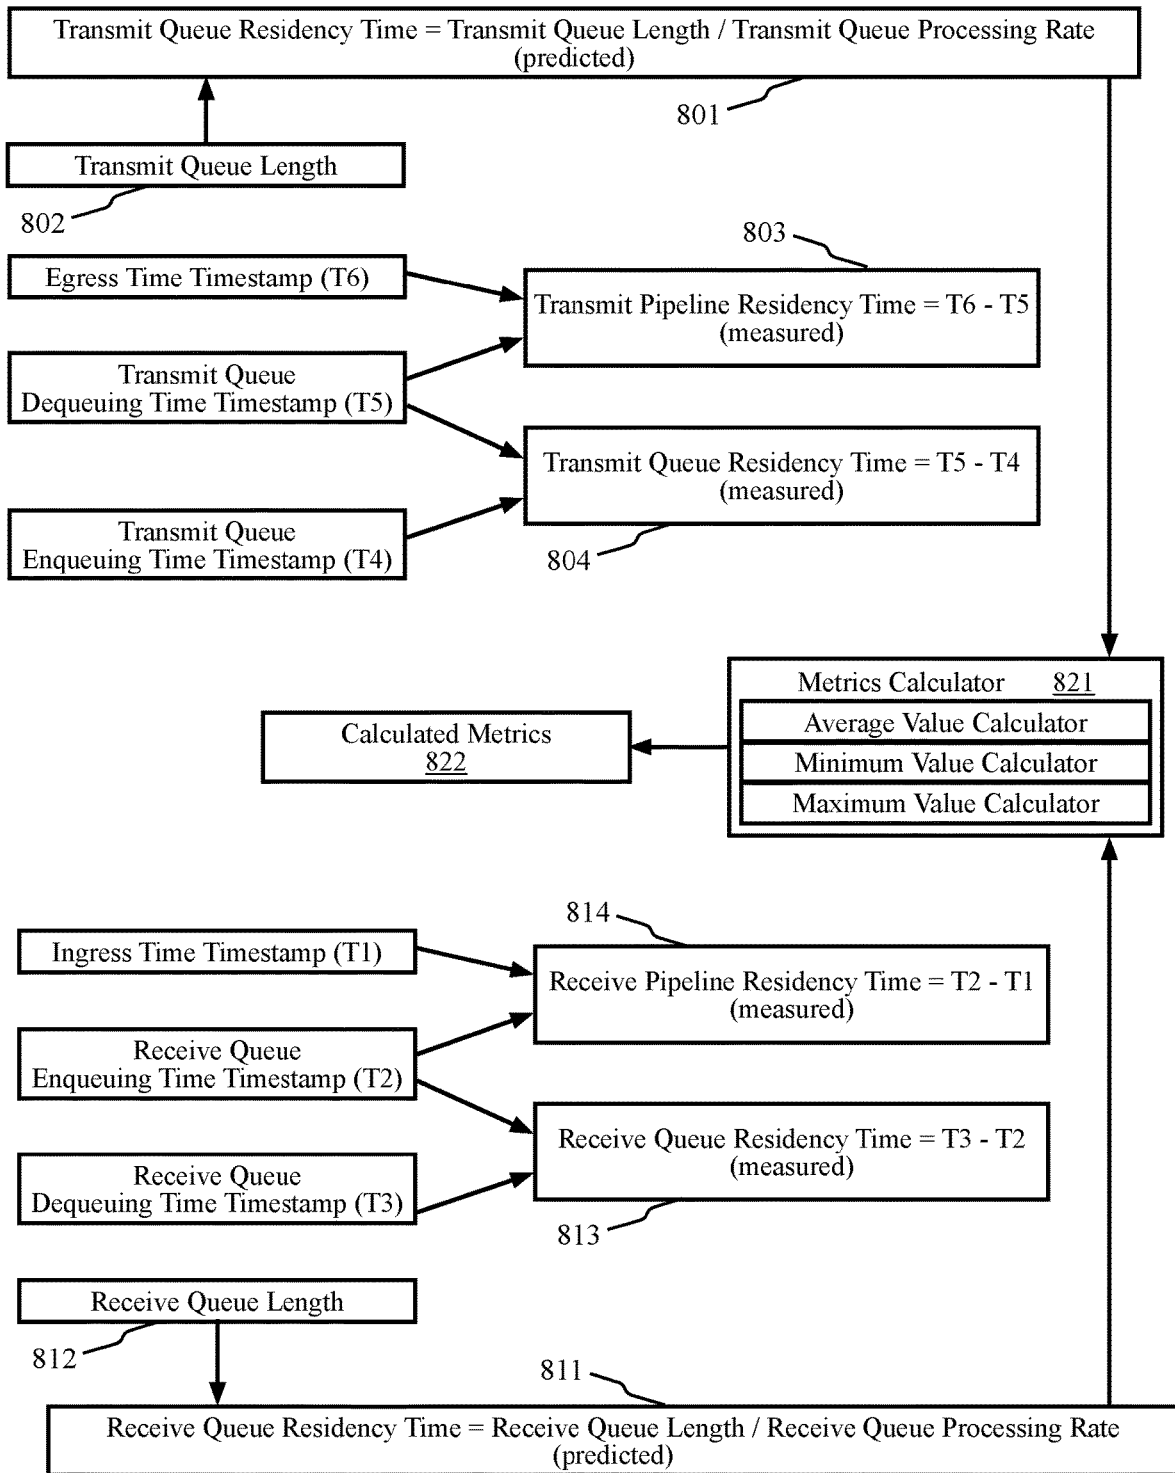 Transmit Queue Residency Time = Transmit Queue Length / Transmit Queue Processing Rate
(predicted)
801
Transmit Queue Length
802
803
Egress Time Timestamp (T6)
Transmit Pipeline Residency Time = T6 - T5
(measured)
Transmit Queue
Dequeuing Time Timestamp (T5)
Transmit Queue Residency Time = T5 - T4
(measured)
Transmit Queue
Enqueuing Time Timestamp (T4)
804
Metrics Calculator 821
Average Value Calculator
Minimum Value Calculator
Maximum Value Calculator
Calculated Metrics
822
814
Ingress Time Timestamp (T1)
Receive Pipeline Residency Time = T2 - T1
(measured)
Receive Queue
Enqueuing Time Timestamp (T2)
Receive Queue Residency Time = T3 - T2
(measured)
Receive Queue
Dequeuing Time Timestamp (T3)
813
Receive Queue Length
812
811
Receive Queue Residency Time = Receive Queue Length / Receive Queue Processing Rate
(predicted)